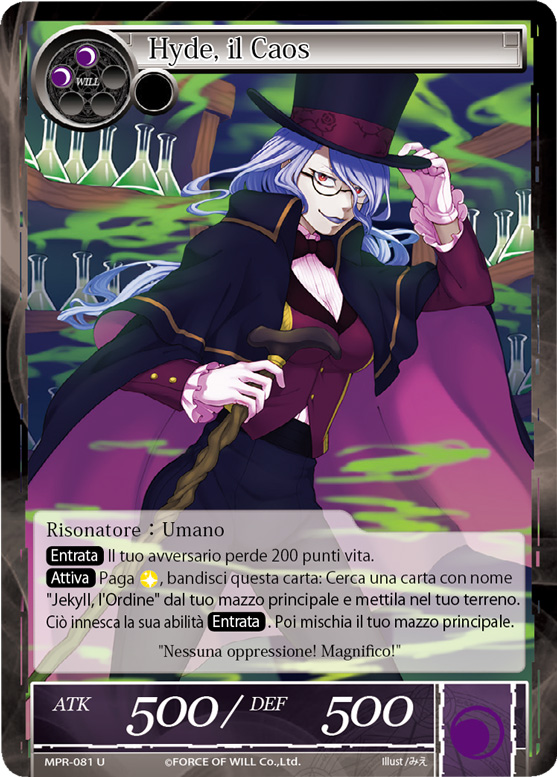 Hyde, il Caos
WILL
Risonatore : Umano
Entrata Il tuo avversario perde 200 punti vita.
Attiva Paga , bandisci questa carta: Cerca una carta con nome
"Jekyll, l'Ordine" dal tuo mazzo principale e mettila nel tuo terreno.
Ciò innesca la sua abilità Entrata . Poi mischia il tuo mazzo principale.
"Nessuna oppressione! Magnifico!"
ATK 500 / DEF 500
MPR-081 U ©FORCE OF WILL Co.,Ltd. Illust /みえ